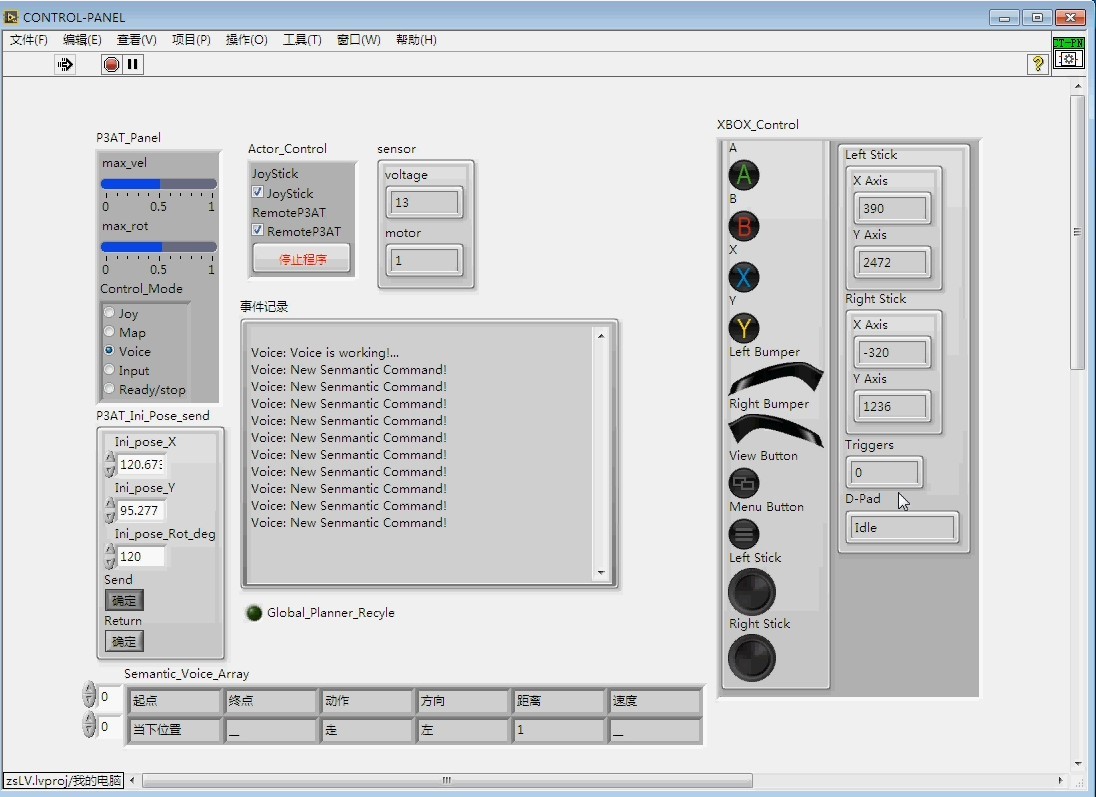 CONTROL-PANEL
文件(F) 编辑(E) 查看(V) 项目(P) 操作(O) 工具(T) 窗口(W) 帮助(H)
?
CT-PN
P3AT_Panel
max_vel
0 0.5 1
max_rot
0 0.5 1
Control_Mode
Joy
Map
Voice
Input
Ready/stop
P3AT_Ini_Pose_send
Ini_pose_X
120.673
Ini_pose_Y
95.277
Ini_pose_Rot_deg
120
Send
确定
Return
确定
Actor_Control
JoyStick
JoyStick
RemoteP3AT
RemoteP3AT
停止程序
sensor
voltage
13
motor
1
事件记录
Voice: Voice is working!...
Voice: New Senmantic Command!
Voice: New Senmantic Command!
Voice: New Senmantic Command!
Voice: New Senmantic Command!
Voice: New Senmantic Command!
Voice: New Senmantic Command!
Voice: New Senmantic Command!
Voice: New Senmantic Command!
Voice: New Senmantic Command!
Voice: New Senmantic Command!
Global_Planner_Recyle
Semantic_Voice_Array
0 起点 终点 动作 方向 距离 速度
0 当下位置 __ 走 左 1 __
XBOX_Control
A
A
B
B
X
X
Y
Y
Left Bumper
Right Bumper
View Button
Menu Button
Left Stick
Right Stick
Left Stick
X Axis
390
Y Axis
2472
Right Stick
X Axis
-320
Y Axis
1236
Triggers
0
D-Pad
Idle
zsLV.lvproj/我的电脑